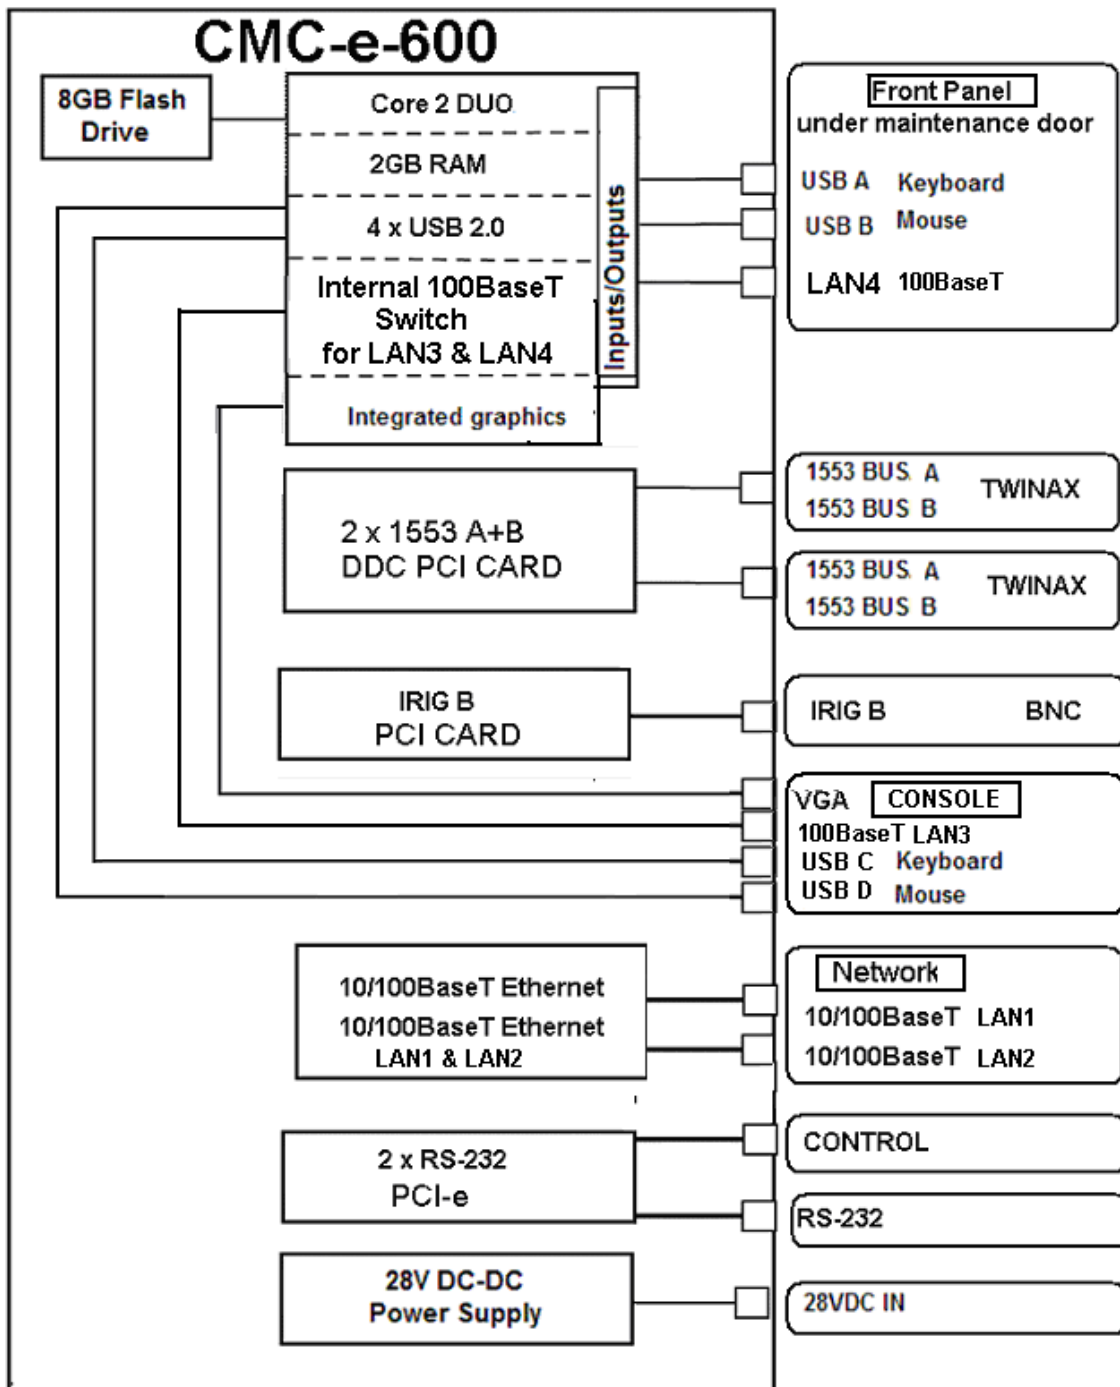 CMC-e-600
8GB Flash
Drive
Core 2 DUO
2GB RAM
4 x USB 2.0
Internal 100BaseT
Switch
for LAN3 & LAN4
Integrated graphics
Inputs/Outputs
Front Panel
under maintenance door
USB A Keyboard
USB B Mouse
LAN4 100BaseT
2 x 1553 A+B
DDC PCI CARD
1553 BUS A TWINAX
1553 BUS B
1553 BUS A TWINAX
1553 BUS B
IRIG B
PCI CARD
IRIG B BNC
VGA CONSOLE
100BaseT LAN3
USB C Keyboard
USB D Mouse
10/100BaseT Ethernet
10/100BaseT Ethernet
LAN1 & LAN2
Network
10/100BaseT LAN1
10/100BaseT LAN2
2 x RS-232
PCI-e
CONTROL
RS-232
28V DC-DC
Power Supply
28VDC IN